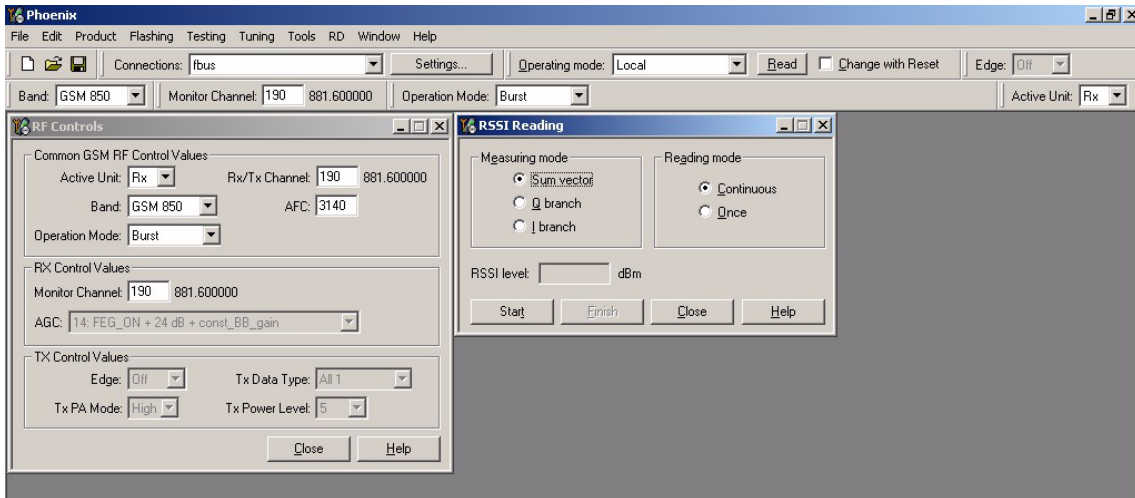 Phoenix
File Edit Product Flashing Testing Tuning Tools RD Window Help
Connections: fbus Settings... Operating mode: Local Read Change with Reset Edge: Off
Band: GSM 850 Monitor Channel: 190 881.600000 Operation Mode: Burst Active Unit: Rx
RF Controls
Common GSM RF Control Values
Active Unit: Rx Rx/Tx Channel: 190 881.600000
Band: GSM 850 AFC: 3140
Operation Mode: Burst
RX Control Values
Monitor Channel: 190 881.600000
AGC: 14: FEG_ON + 24 dB + const_BB_gain
TX Control Values
Edge: Off Tx Data Type: All 1
Tx PA Mode: High Tx Power Level: 5
Close Help
RSSI Reading
Measuring mode
Sum vector
Q branch
I branch
Reading mode
Continuous
Once
RSSI level: dBm
Start Finish Close Help